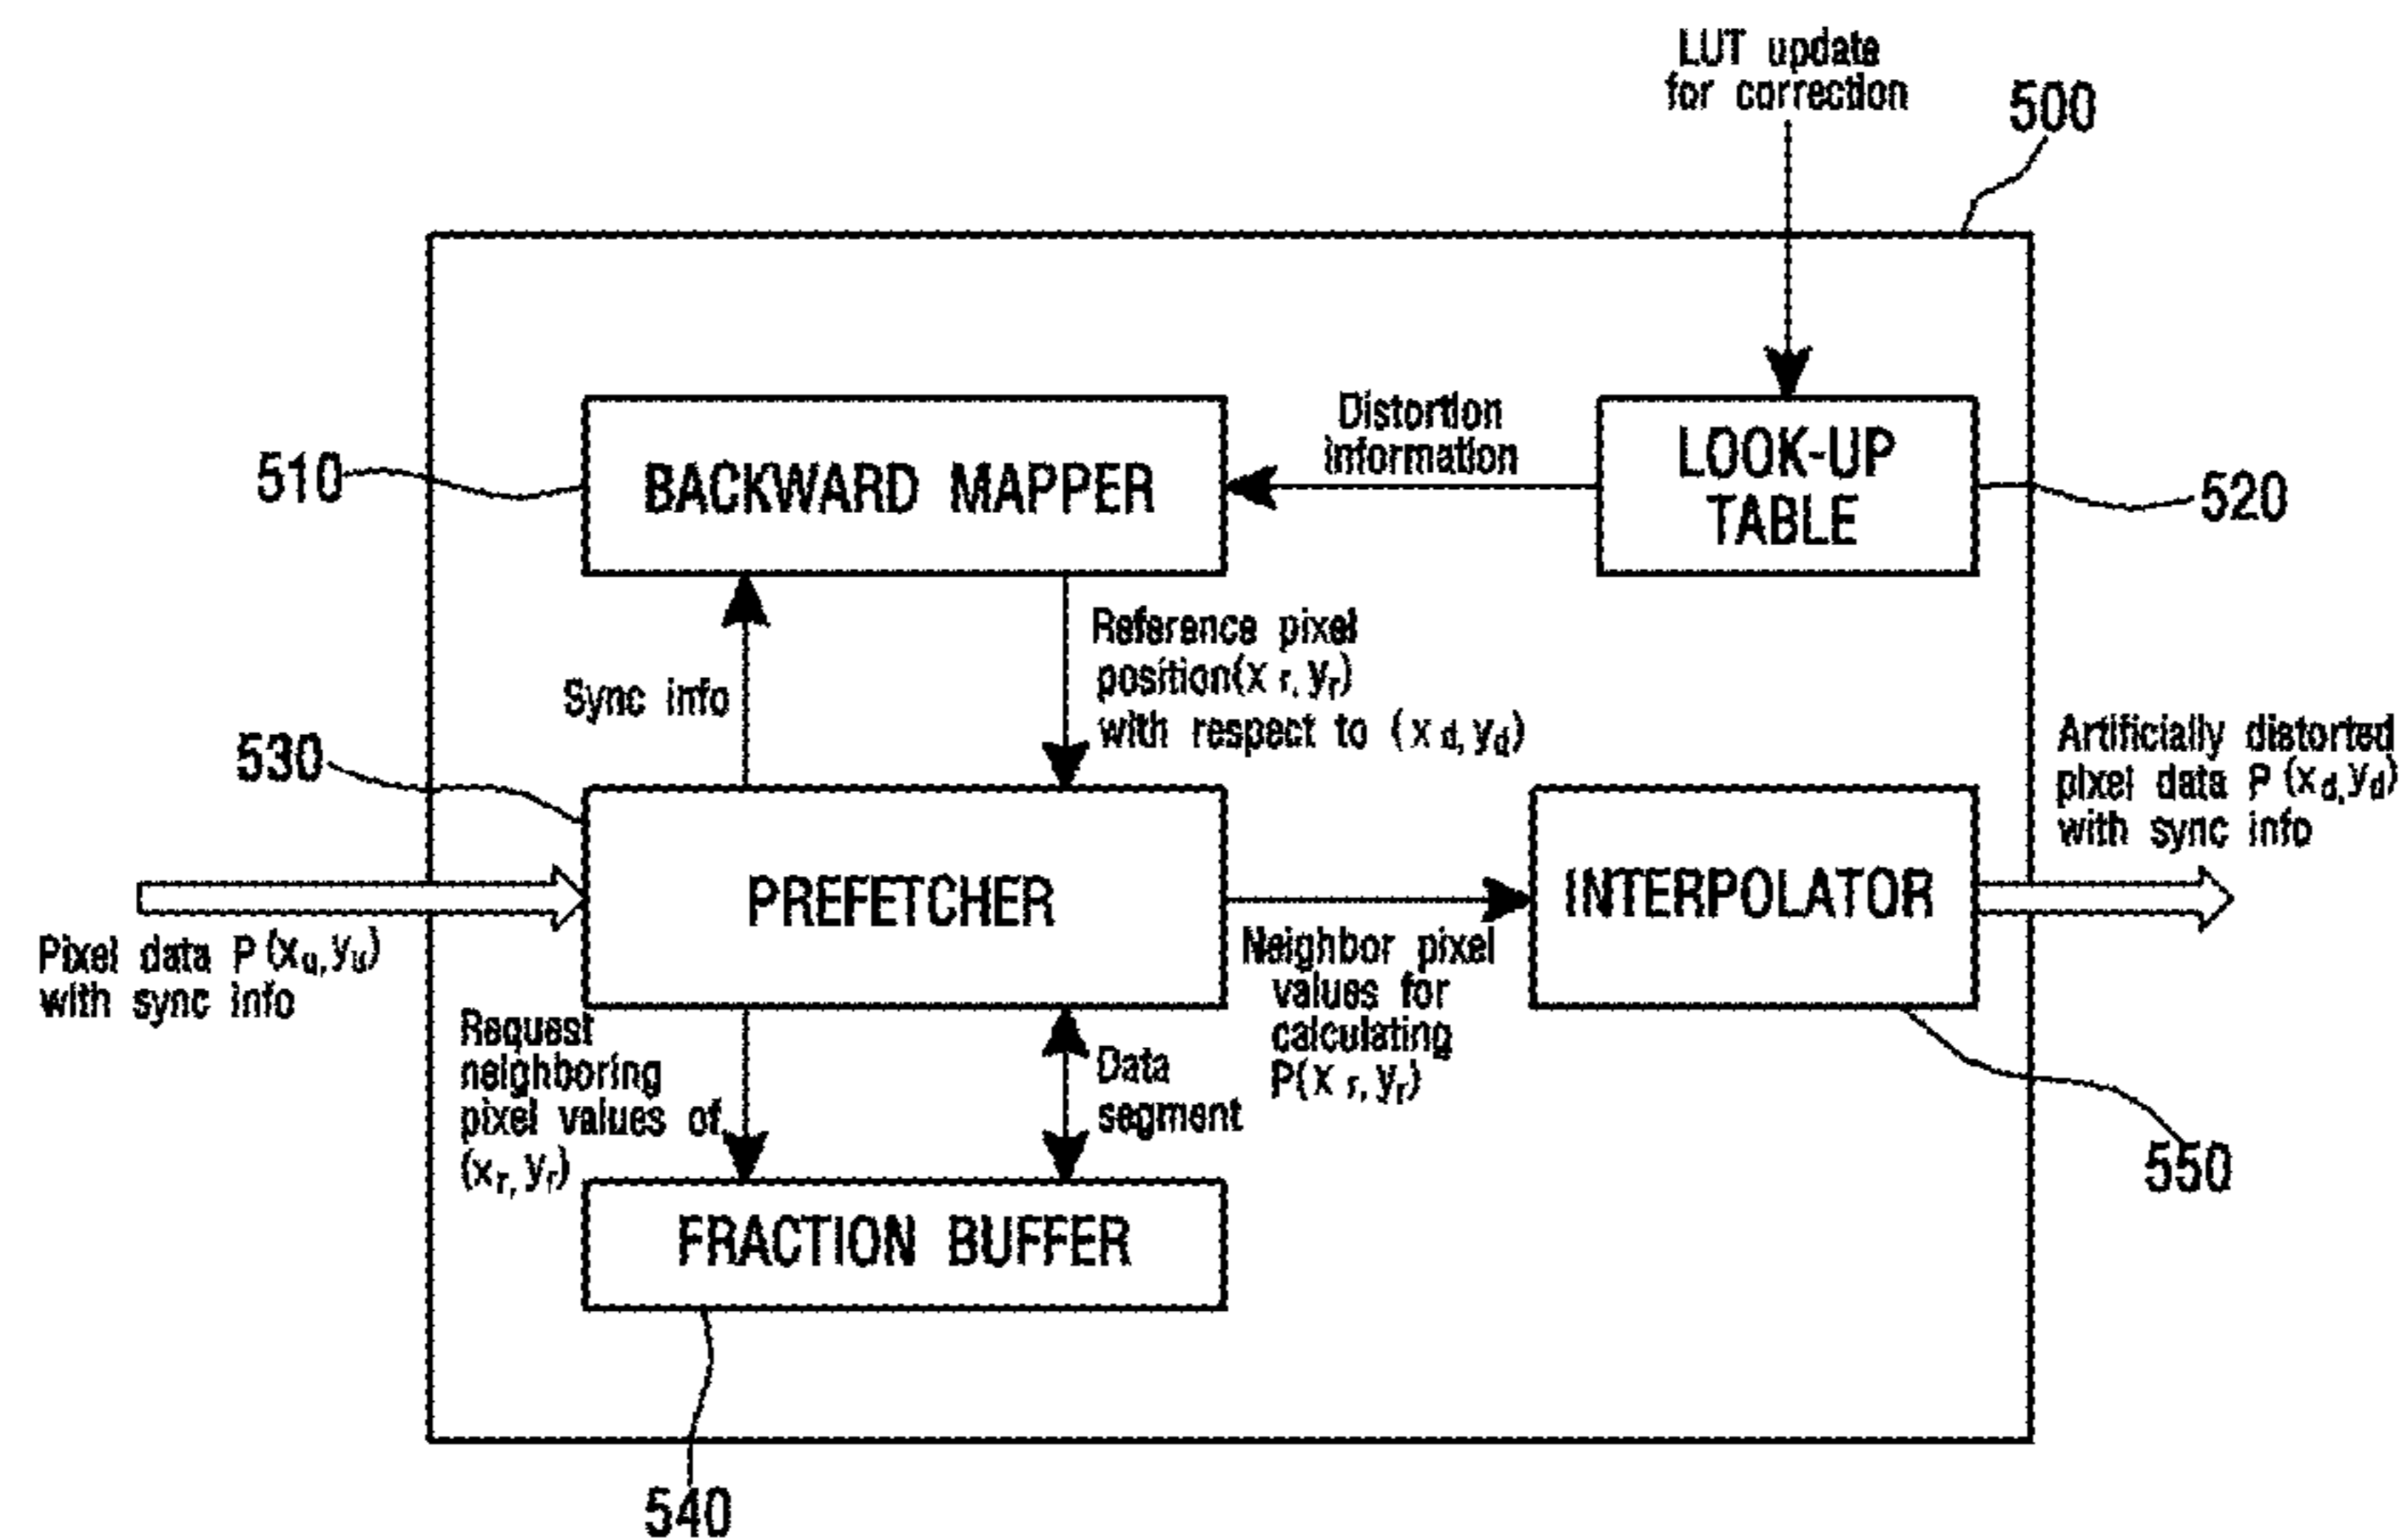 LUT update
for correction
500
510
BACKWARD MAPPER
Distortion
information
LOOK-UP
TABLE
520
Sync info
Reference pixel
position(xr, yr)
with respect to (xd, yd)
530
PREFETCHER
INTERPOLATOR
Artificially distorted
pixel data P (xd, yd)
with sync info
Pixel data P (xu, yu)
with sync info
Neighbor pixel
values for
calculating
P(xr, yr)
Request
neighboring
pixel values of
(xr, yr)
Data
segment
550
FRACTION BUFFER
540